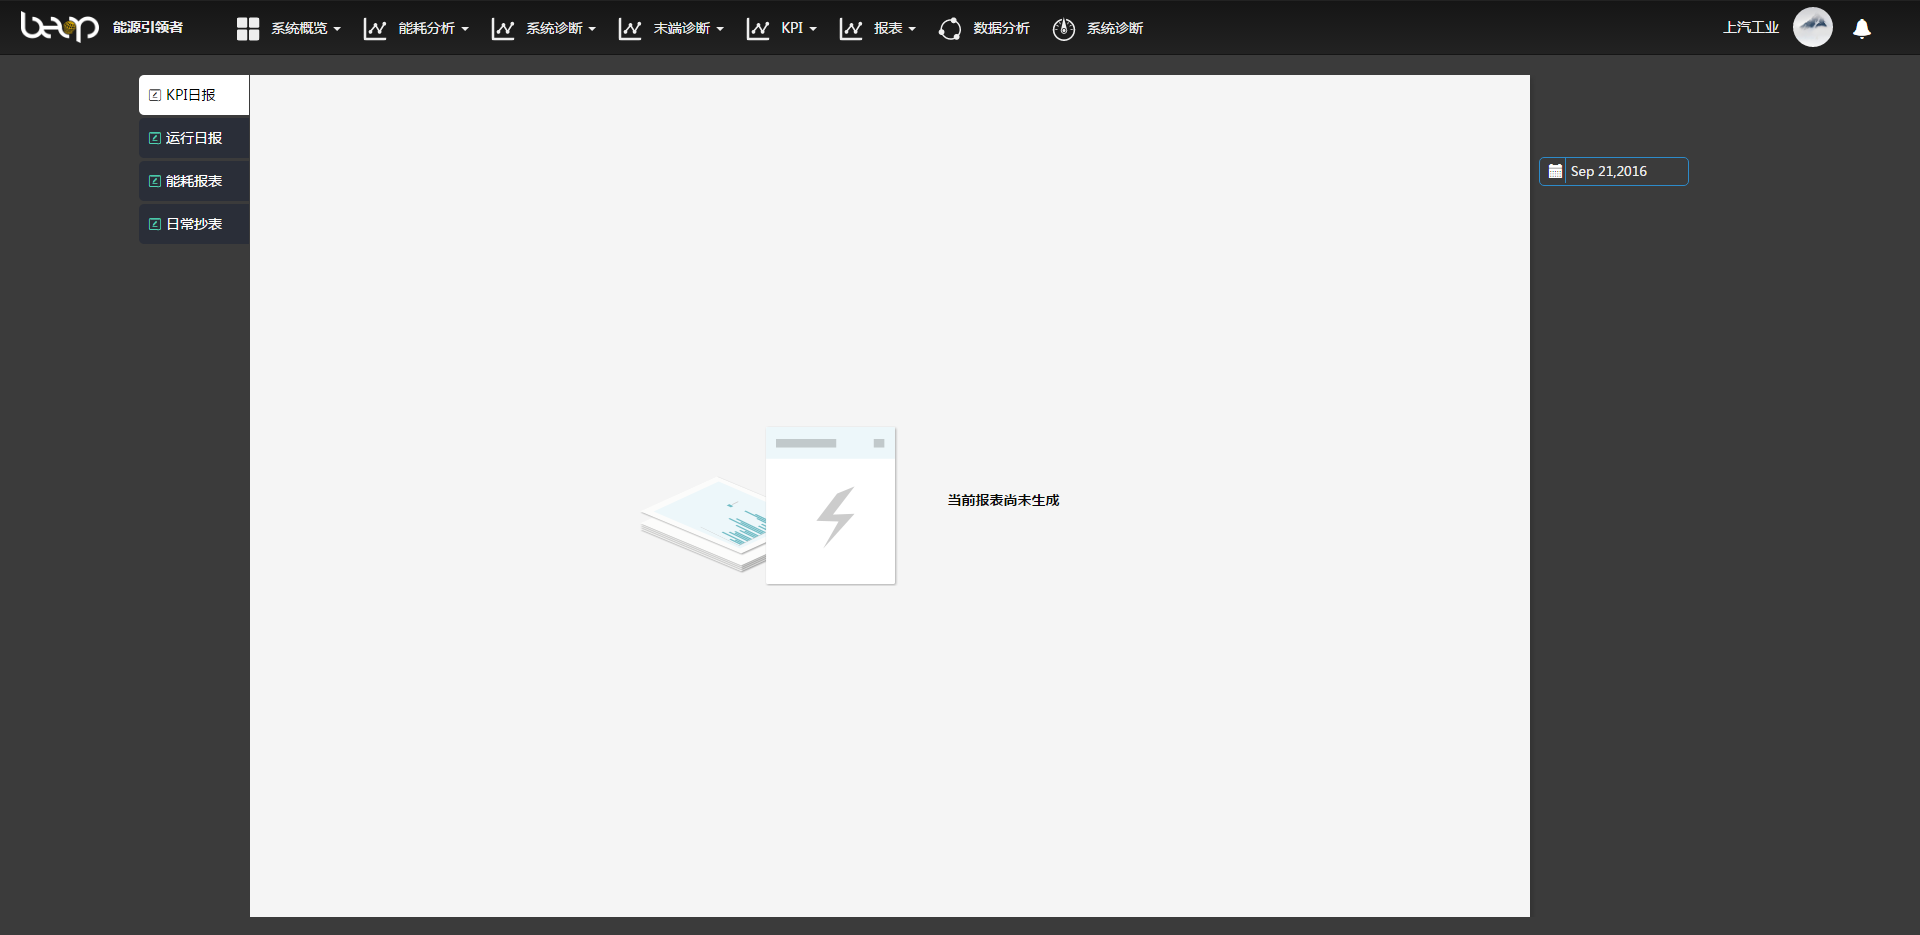 beop 能源引领者 系统概览 能耗分析 系统诊断 末端诊断 KPI 报表 数据分析 系统诊断 上汽工业
KPI日报
运行日报
能耗报表
日常抄表
Sep 21,2016
当前报表尚未生成